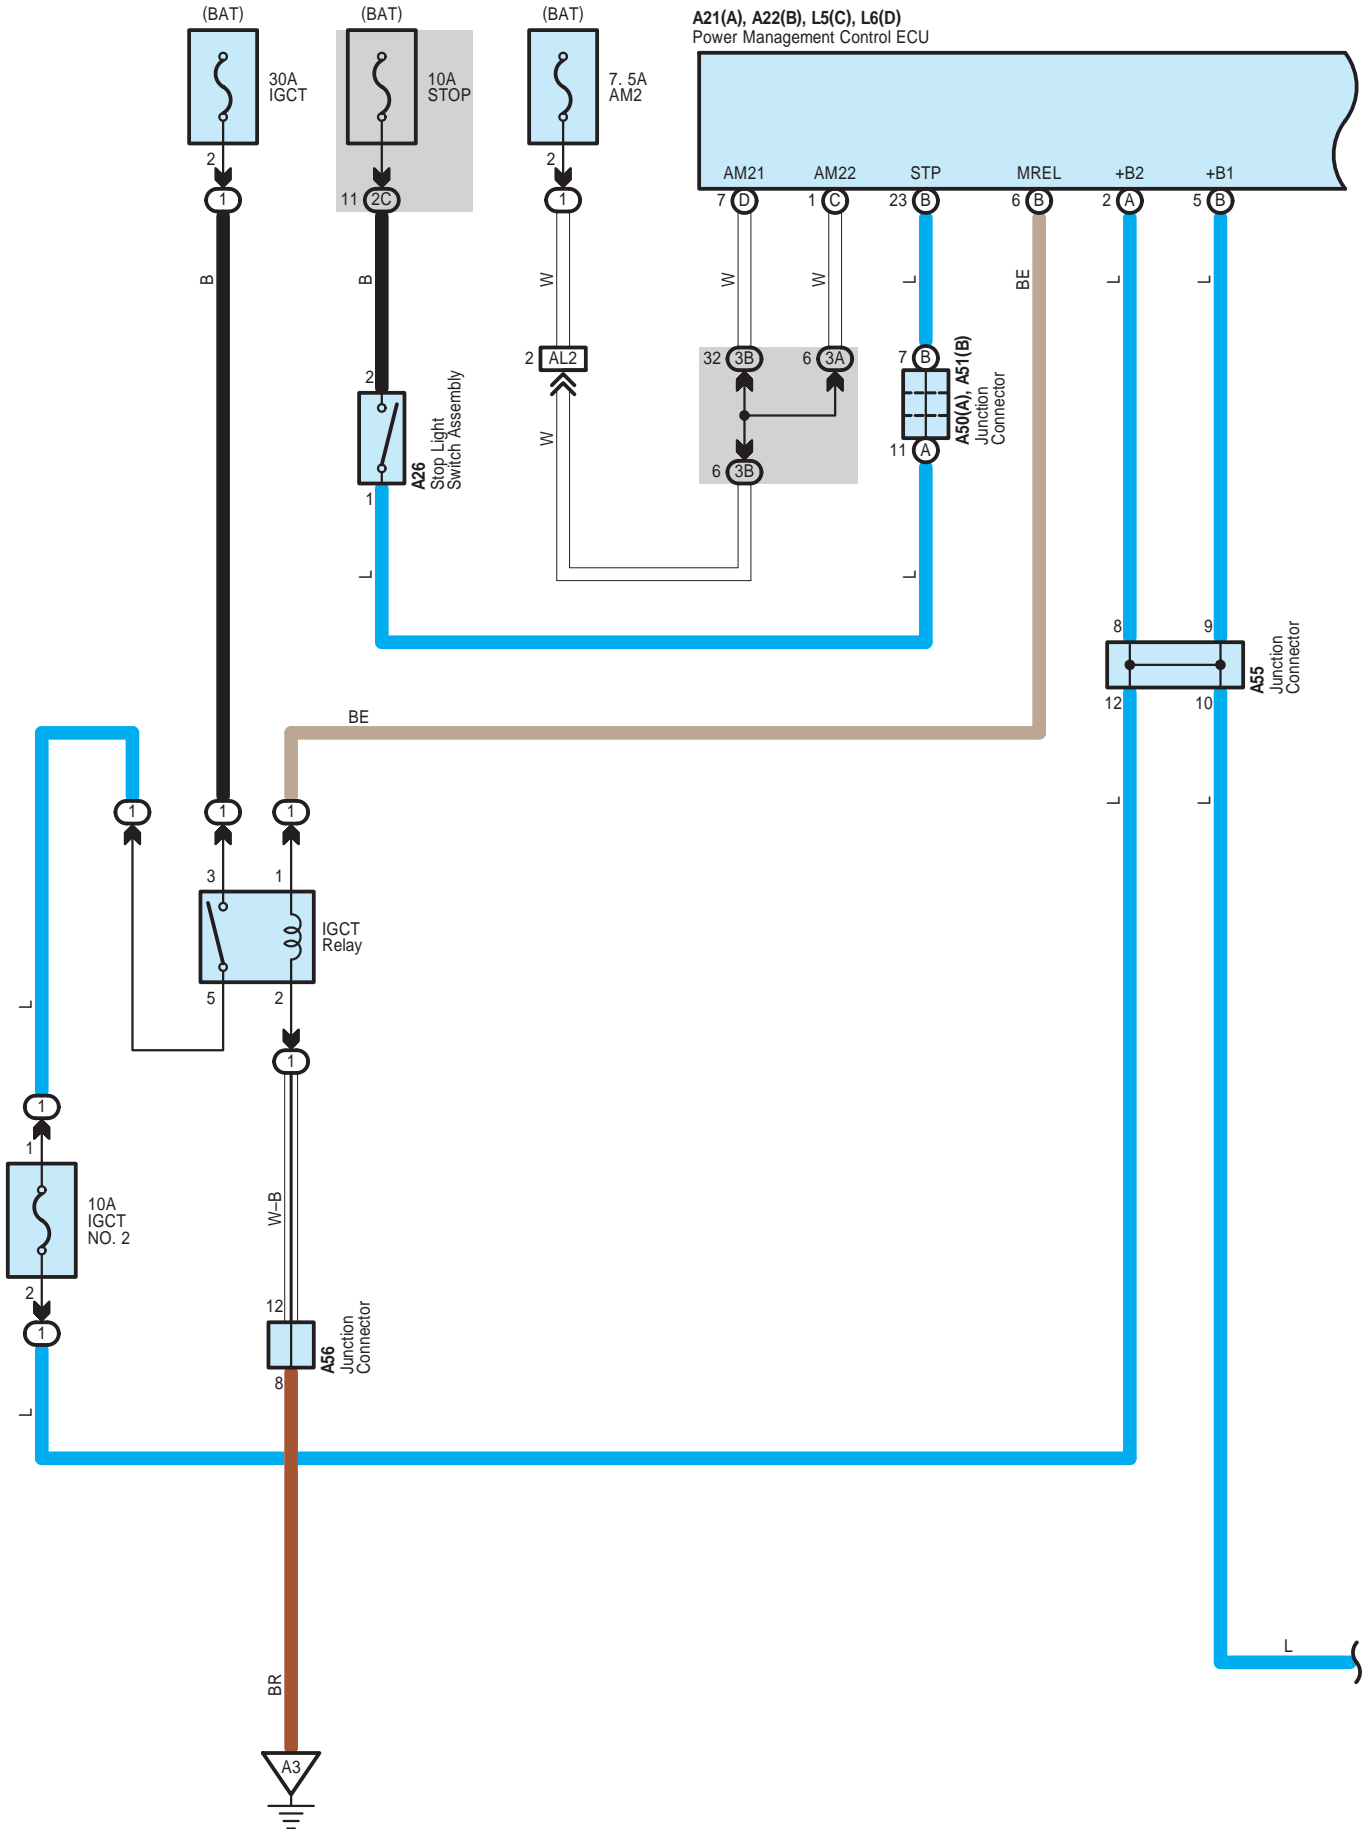 (BAT)
(BAT)
(BAT)
A21(A), A22(B), L5(C), L6(D)
Power Management Control ECU
30A
IGCT
10A
STOP
7. 5A
AM2
2
2
AM21
AM22
STP
MREL
+B2
+B1
1
11
2C
1
7
D
1
C
23
B
6
B
2
A
5
B
B
B
W
W
W
L
BE
L
L
2
AL2
32
3B
6
3A
7
B
A50(A), A51(B)
Junction
Connector
2
A26
Stop Light
Switch Assembly
W
11
A
6
3B
1
L
L
8
9
A55
Junction
Connector
12
10
BE
L
L
1
1
1
3
1
IGCT
Relay
5
2
L
1
1
1
10A
IGCT
NO. 2
W–B
2
12
1
A56
Junction
Connector
8
L
L
BR
A3